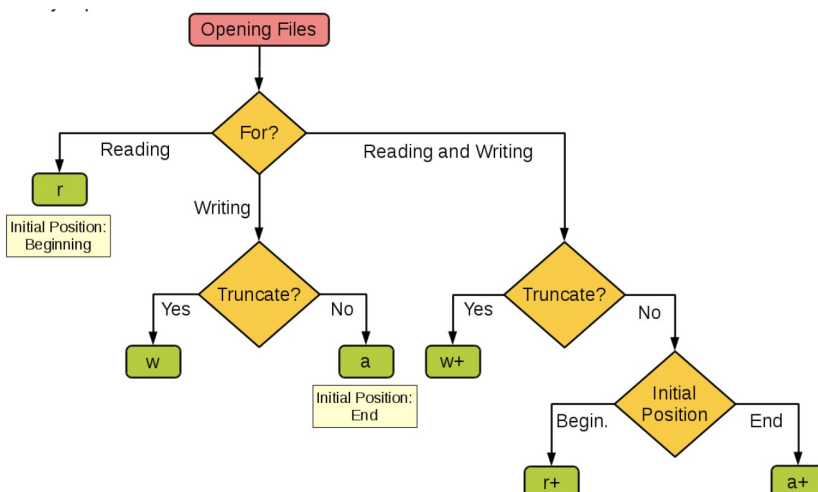 Opening Files
For?
Reading
Reading and Writing
r
Writing
Initial Position:
Beginning
Truncate?
Truncate?
Yes
No
Yes
No
w
a
w+
Initial Position:
End
Initial
Position
Begin.
End
r+
a+